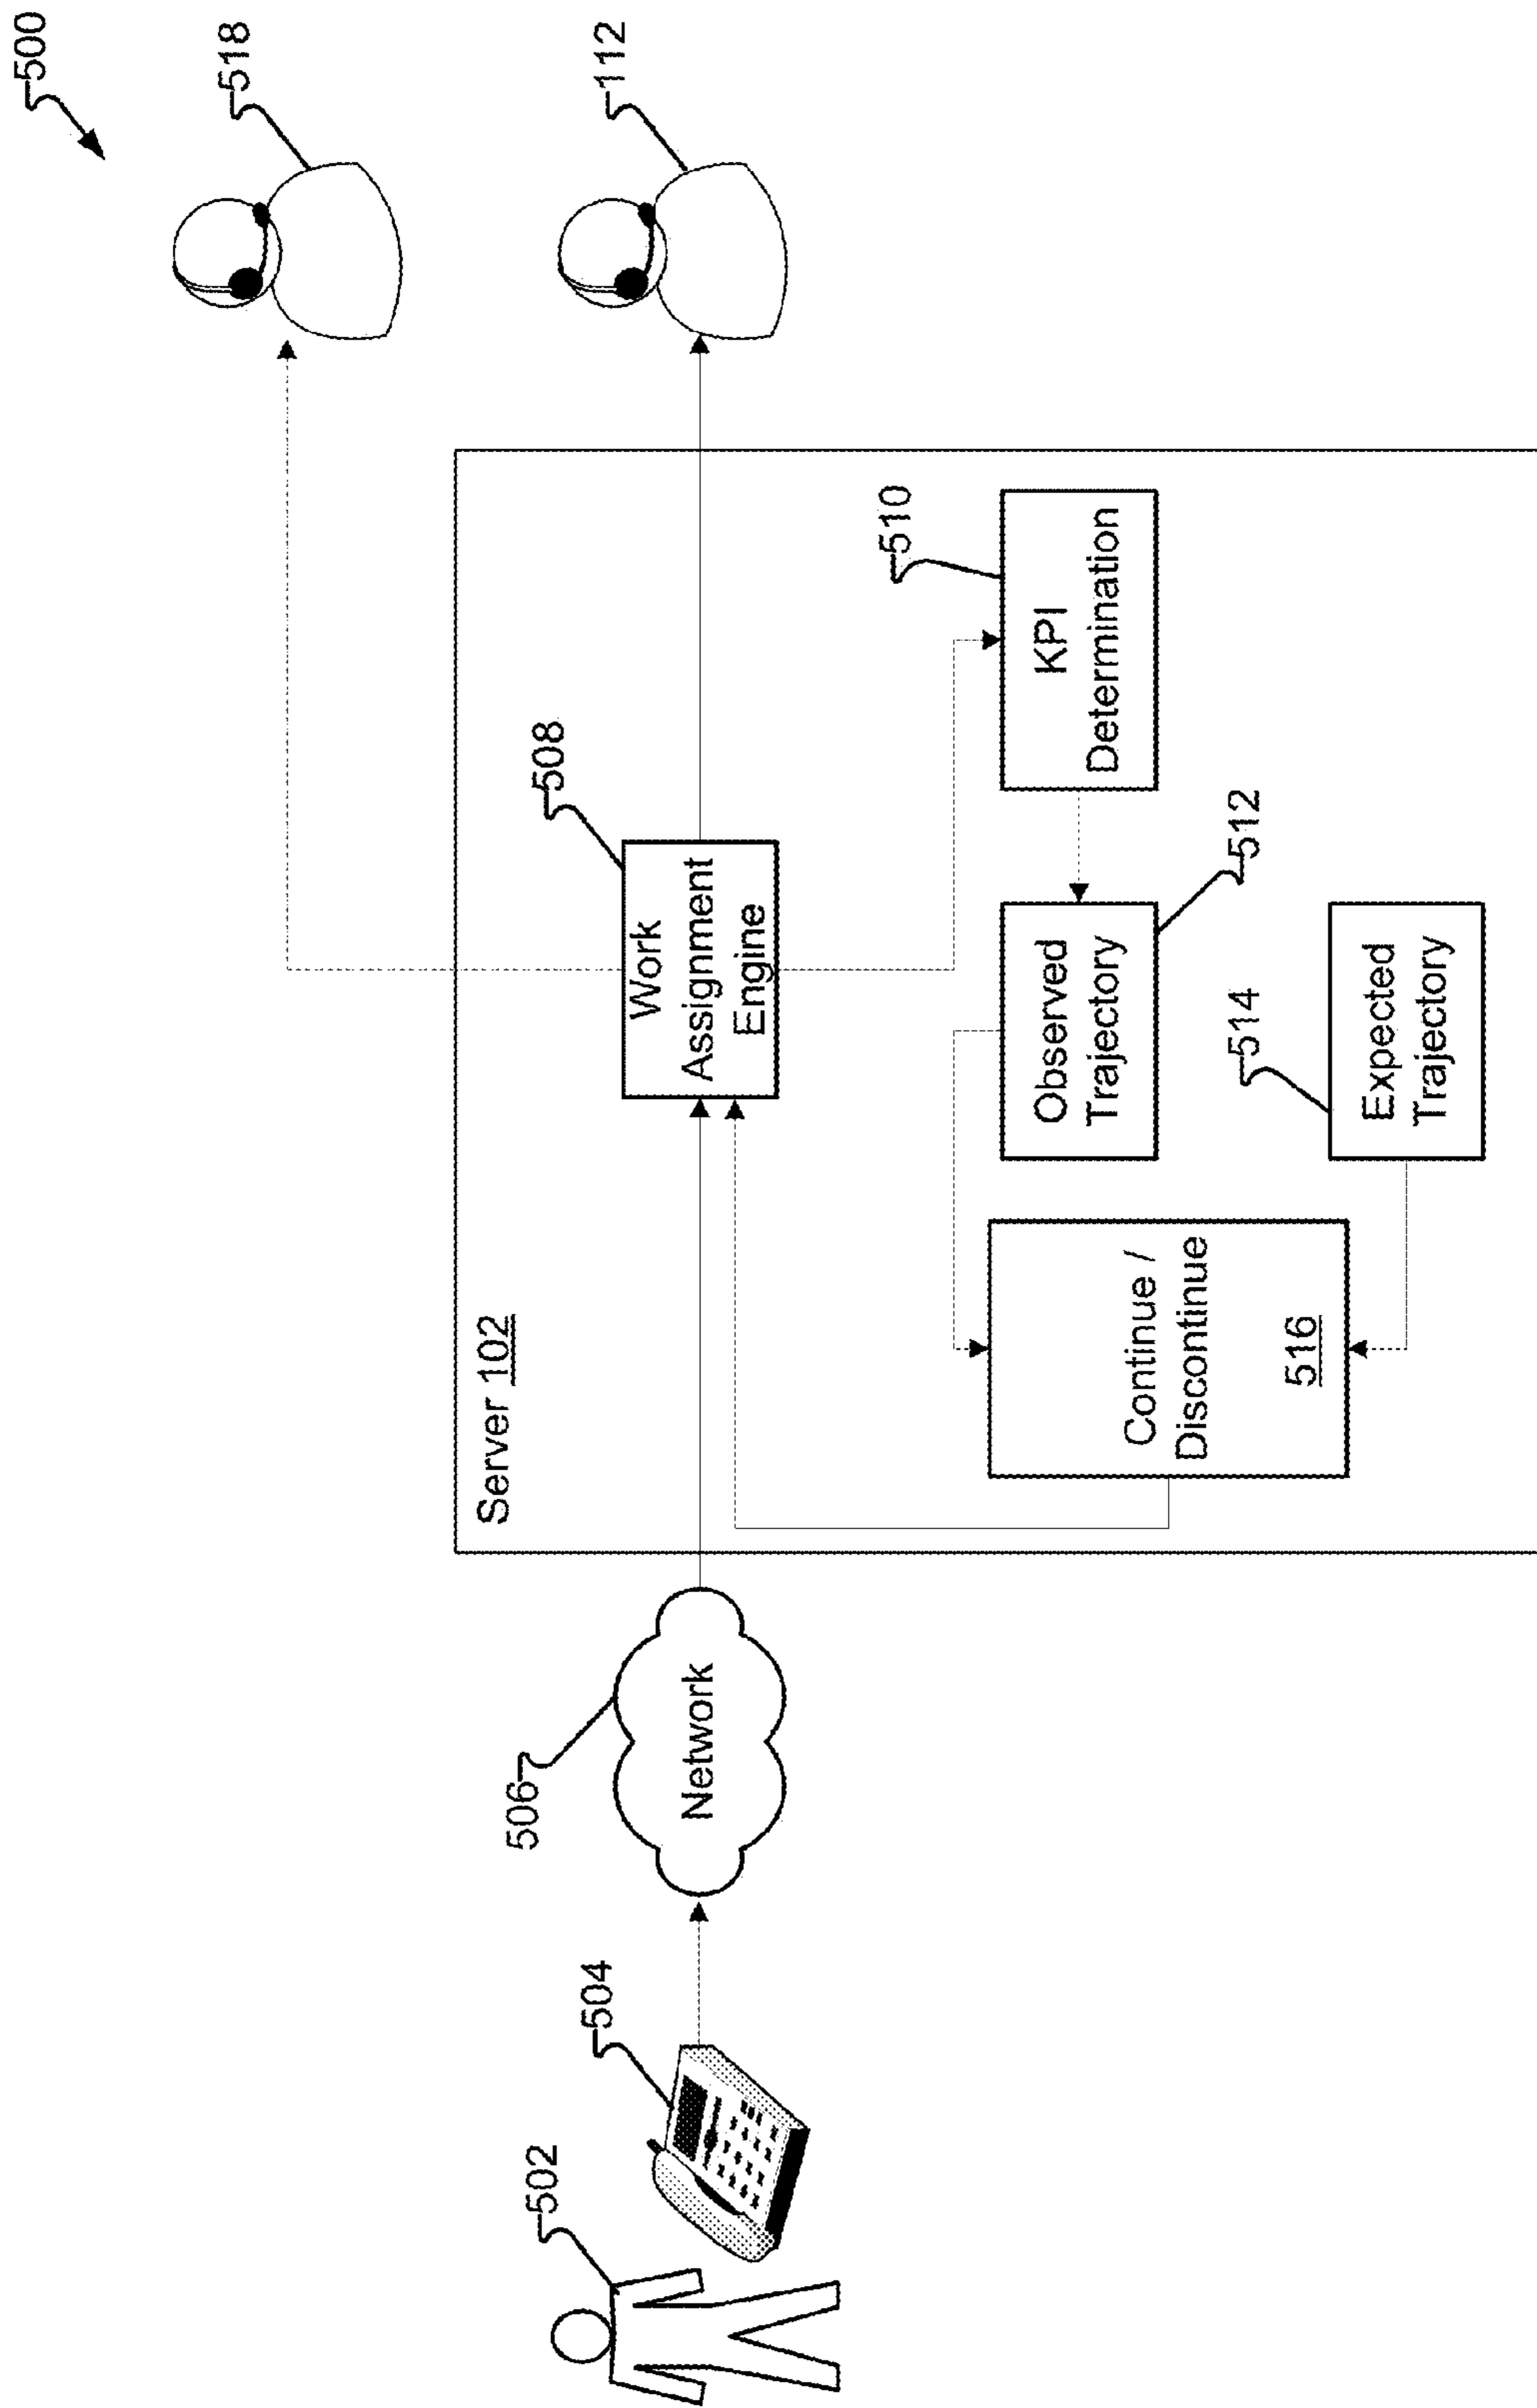 500
518
112
Server 102
508
Work
Assignment
Engine
510
KPI
Determination
512
Observed
Trajectory
514
Expected
Trajectory
Continue /
Discontinue
516
506
Network
504
502